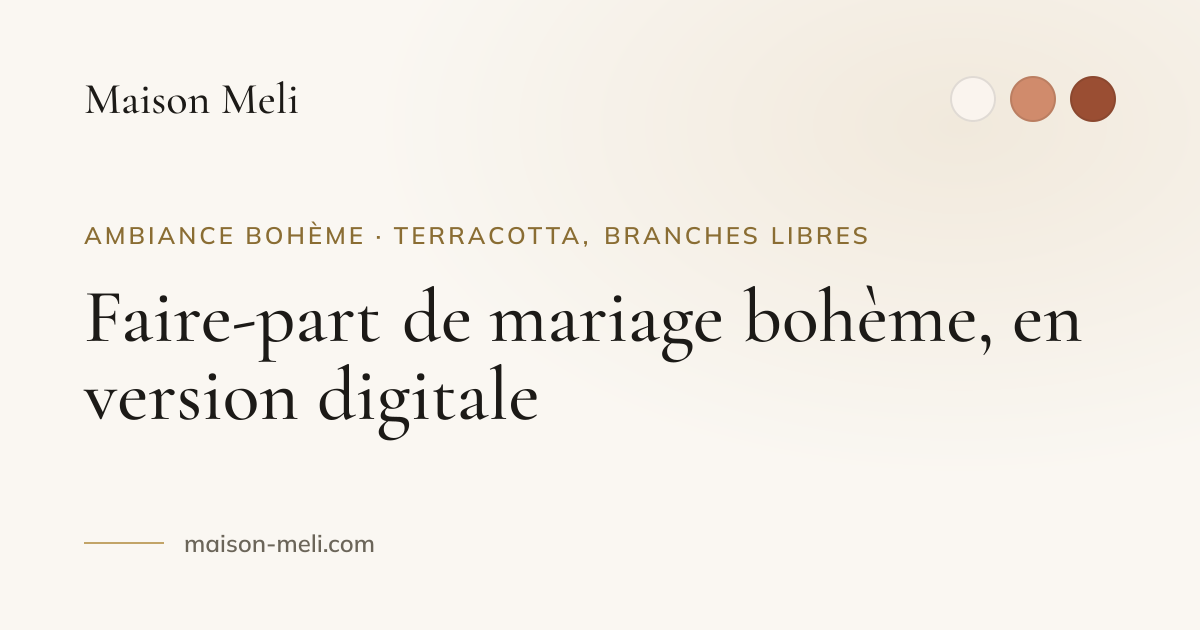 Maison Meli
AMBIANCE BOHÈME · TERRACOTTA, BRANCHES LIBRES
Faire-part de mariage bohème, en
version digitale
maison-meli.com